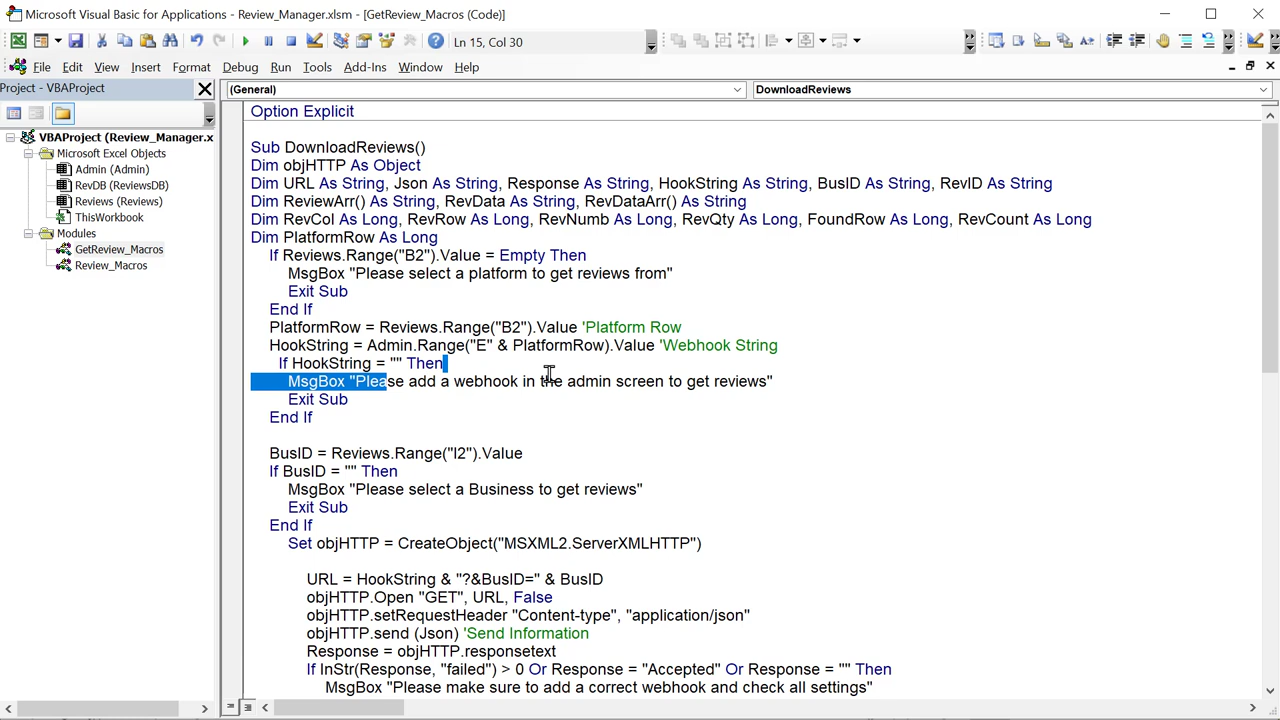 Microsoft Visual Basic for Applications - Review_Manager.xlsm - [GetReview_Macros (Code)]
Ln 15, Col 30
File Edit View Insert Format Debug Run Tools Add-Ins Window Help
Project - VBAProject
(General)
DownloadReviews
VBAProject (Review_Manager.x
Microsoft Excel Objects
Admin (Admin)
RevDB (ReviewsDB)
Reviews (Reviews)
ThisWorkbook
Modules
GetReview_Macros
Review_Macros
Option Explicit
Sub DownloadReviews()
Dim objHTTP As Object
Dim URL As String, Json As String, Response As String, HookString As String, BusID As String, RevID As String
Dim ReviewArr() As String, RevData As String, RevDataArr() As String
Dim RevCol As Long, RevRow As Long, RevNumb As Long, RevQty As Long, FoundRow As Long, RevCount As Long
Dim PlatformRow As Long
If Reviews.Range("B2").Value = Empty Then
MsgBox "Please select a platform to get reviews from"
Exit Sub
End If
PlatformRow = Reviews.Range("B2").Value 'Platform Row
HookString = Admin.Range("E" & PlatformRow).Value 'Webhook String
If HookString = "" Then
MsgBox "Please add a webhook in the admin screen to get reviews"
Exit Sub
End If
BusID = Reviews.Range("I2").Value
If BusID = "" Then
MsgBox "Please select a Business to get reviews"
Exit Sub
End If
Set objHTTP = CreateObject("MSXML2.ServerXMLHTTP")
URL = HookString & "?&BusID=" & BusID
objHTTP.Open "GET", URL, False
objHTTP.setRequestHeader "Content-type", "application/json"
objHTTP.send (Json) 'Send Information
Response = objHTTP.responsetext
If InStr(Response, "failed") > 0 Or Response = "Accepted" Or Response = "" Then
MsgBox "Please make sure to add a correct webhook and check all settings"